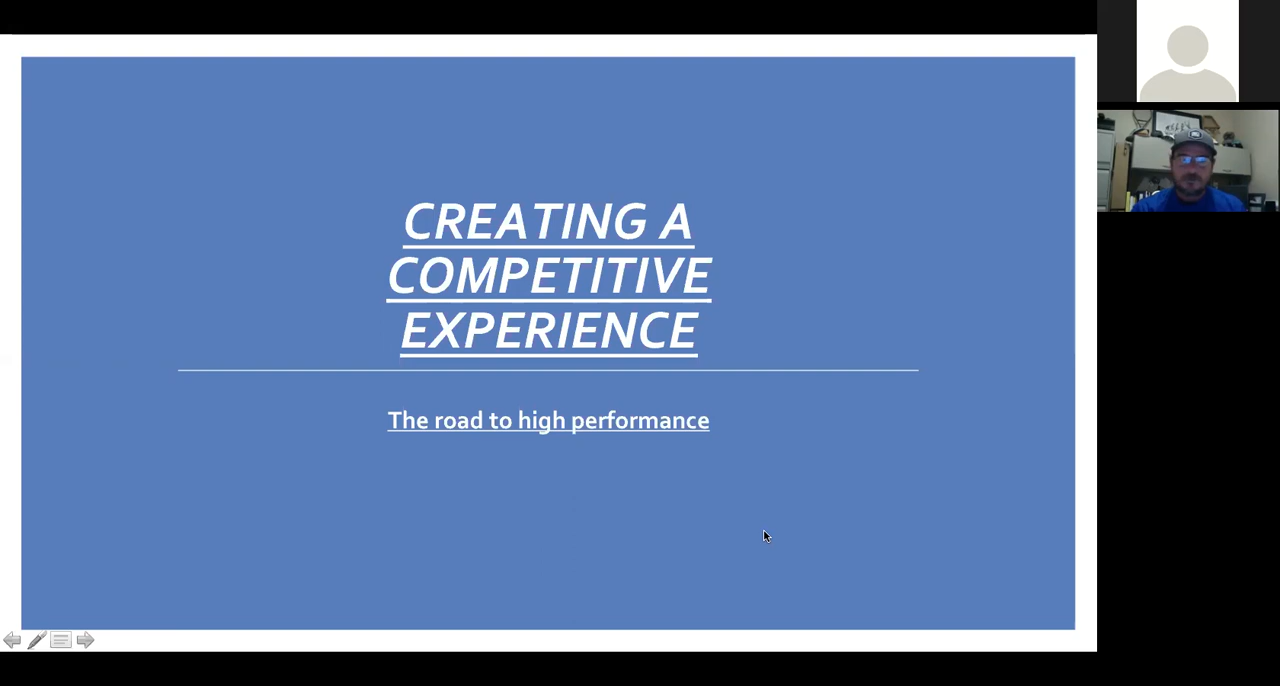 CREATING A
COMPETITIVE
EXPERIENCE
The road to high performance